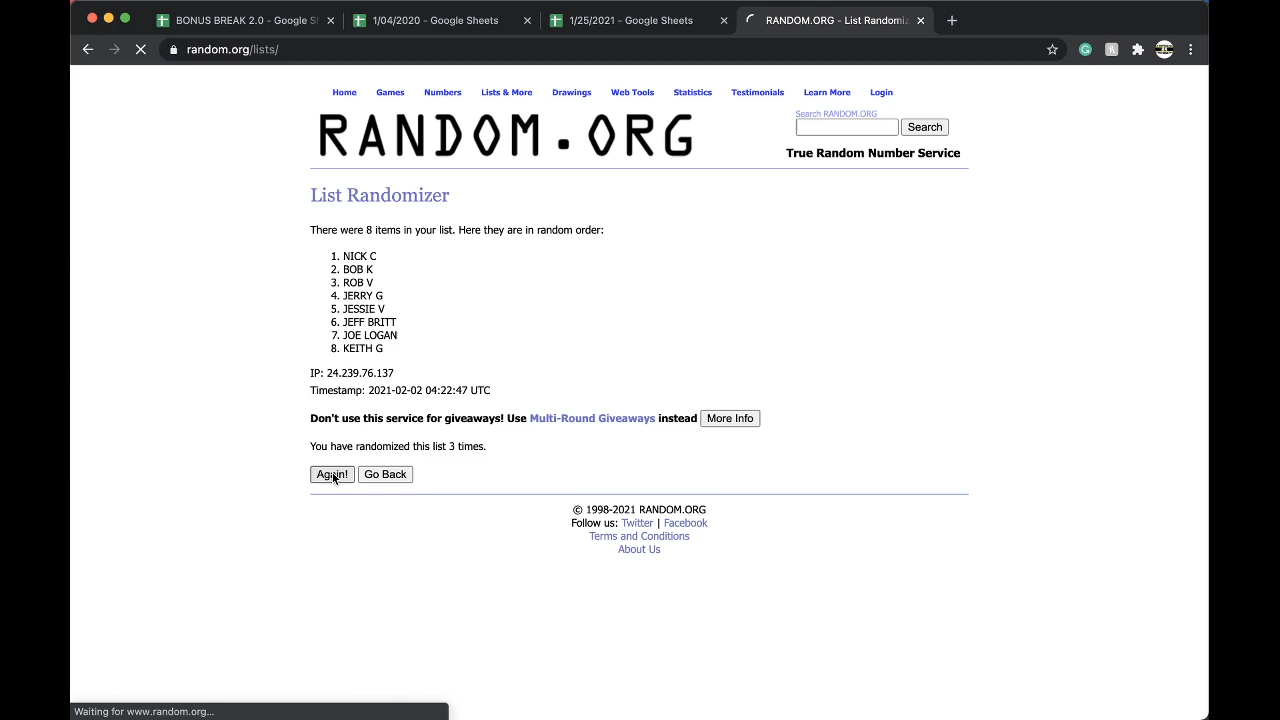 BONUS BREAK 2.0 - Google S
1/04/2020 - Google Sheets
1/25/2021 - Google Sheets
RANDOM.ORG - List Randomiz
random.org/lists/
Home Games Numbers Lists & More Drawings Web Tools Statistics Testimonials Learn More Login
RANDOM.ORG
Search RANDOM.ORG
Search
True Random Number Service
List Randomizer
There were 8 items in your list. Here they are in random order:
1. NICK C
2. BOB K
3. ROB V
4. JERRY G
5. JESSIE V
6. JEFF BRITT
7. JOE LOGAN
8. KEITH G
IP: 24.239.76.137
Timestamp: 2021-02-02 04:22:47 UTC
Don't use this service for giveaways! Use Multi-Round Giveaways instead More Info
You have randomized this list 3 times.
Again! Go Back
© 1998-2021 RANDOM.ORG
Follow us: Twitter | Facebook
Terms and Conditions
About Us
Waiting for www.random.org...